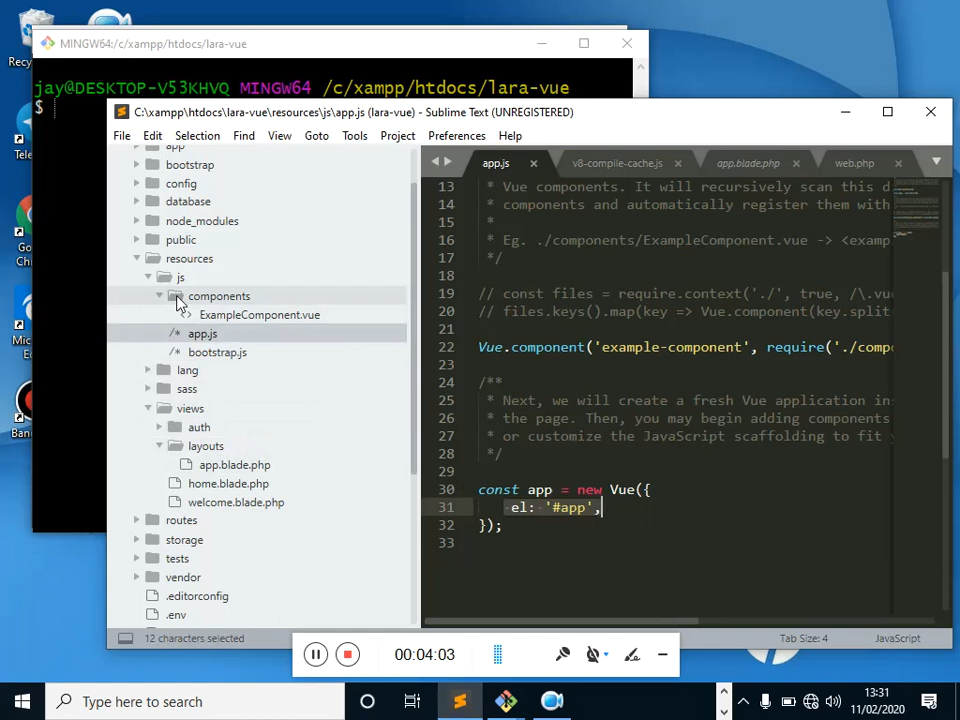 Recy
MINGW64:/c/xampp/htdocs/lara-vue
jay@DESKTOP-V53KHVQ MINGW64 /c/xampp/htdocs/lara-vue
$
C:\xampp\htdocs\lara-vue\resources\js\app.js (lara-vue) - Sublime Text (UNREGISTERED)
File Edit Selection Find View Goto Tools Project Preferences Help
Tele
Go
Chr
Mic
Ban
app
bootstrap
config
database
node_modules
public
resources
js
components
ExampleComponent.vue
/* app.js
/* bootstrap.js
lang
sass
views
auth
layouts
app.blade.php
home.blade.php
welcome.blade.php
routes
storage
tests
vendor
.editorconfig
.env
app.js v8-compile-cache.js app.blade.php web.php
13 * Vue components. It will recursively scan this d
14 * components and automatically register them with
15 *
16 * Eg. ./components/ExampleComponent.vue -> <examp
17 */
18
19 // const files = require.context('./', true, /\.vu
20 // files.keys().map(key => Vue.component(key.split
21
22 Vue.component('example-component', require('./comp
23
24 /**
25 * Next, we will create a fresh Vue application in
26 * the page. Then, you may begin adding components
27 * or customize the JavaScript scaffolding to fit
28 */
29
30 const app = new Vue({
31 el: '#app',
32 });
33
12 characters selected Tab Size: 4 JavaScript
00:04:03
Type here to search
13:31
11/02/2020